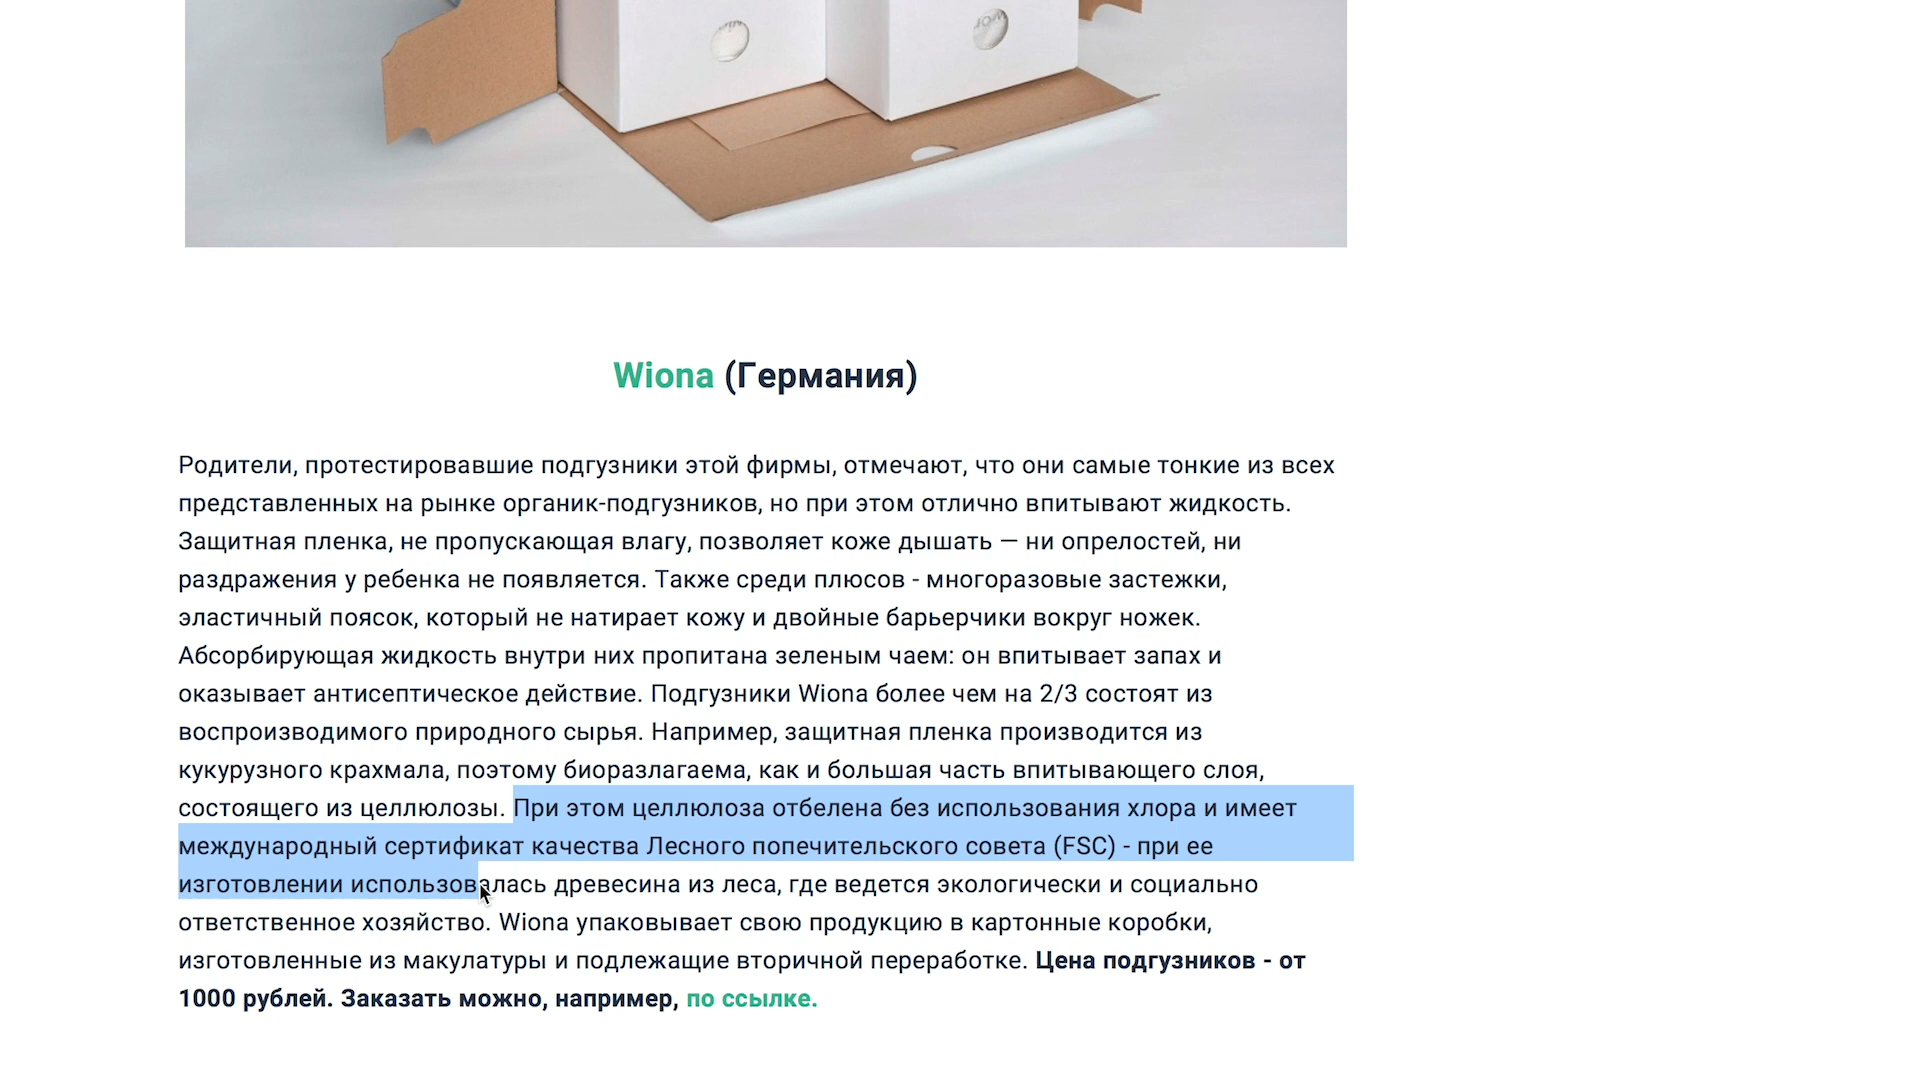 Wiona (Германия)
Родители, протестировавшие подгузники этой фирмы, отмечают, что они самые тонкие из всех
представленных на рынке органик-подгузников, но при этом отлично впитывают жидкость.
Защитная пленка, не пропускающая влагу, позволяет коже дышать — ни опрелостей, ни
раздражения у ребенка не появляется. Также среди плюсов - многоразовые застежки,
эластичный поясок, который не натирает кожу и двойные барьерчики вокруг ножек.
Абсорбирующая жидкость внутри них пропитана зеленым чаем: он впитывает запах и
оказывает антисептическое действие. Подгузники Wiona более чем на 2/3 состоят из
воспроизводимого природного сырья. Например, защитная пленка производится из
кукурузного крахмала, поэтому биоразлагаема, как и большая часть впитывающего слоя,
состоящего из целлюлозы. При этом целлюлоза отбелена без использования хлора и имеет
международный сертификат качества Лесного попечительского совета (FSC) - при ее
изготовлении использовалась древесина из леса, где ведется экологически и социально
ответственное хозяйство. Wiona упаковывает свою продукцию в картонные коробки,
изготовленные из макулатуры и подлежащие вторичной переработке. Цена подгузников - от
1000 рублей. Заказать можно, например, по ссылке.